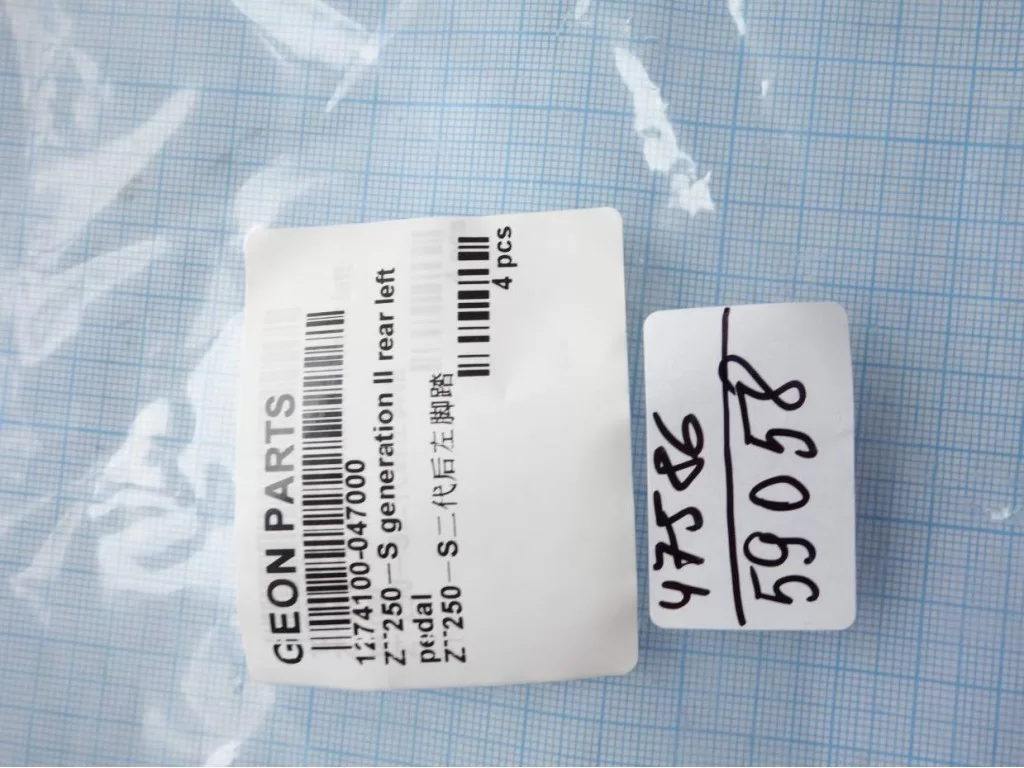 GEON PARTS
1274100-047000
Z 250－S generation II rear left
pedal
Z 250－S二代后左脚踏
4 pcs
47586
59058